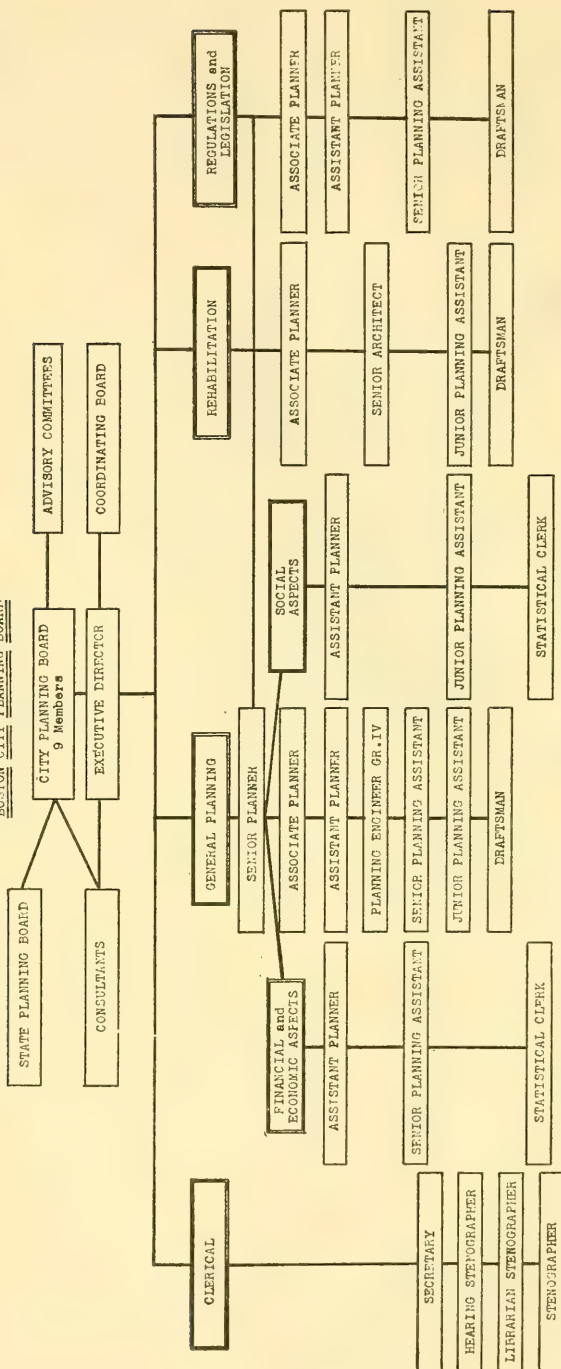 BOSTON CITY PLANNING BOARD
STATE PLANNING BOARD
CITY PLANNING BOARD
9 Members
ADVISORY COMMITTEES
CONSULTANTS
EXECUTIVE DIRECTOR
COORDINATING BOARD
CLERICAL
SECRETARY
HEARING STENOGRAPHER
LIBRARIAN STENOGRAPHER
STENOGRAPHER
GENERAL PLANNING
SENIOR PLANNER
FINANCIAL and
ECONOMIC ASPECTS
ASSISTANT PLANNER
SENIOR PLANNING ASSISTANT
STATISTICAL CLERK
ASSOCIATE PLANNER
ASSISTANT PLANNER
PLANNING ENGINEER GR.IV
SENIOR PLANNING ASSISTANT
JUNIOR PLANNING ASSISTANT
DRAFTSMAN
SOCIAL
ASPECTS
ASSISTANT PLANNER
JUNIOR PLANNING ASSISTANT
STATISTICAL CLERK
REHABILITATION
ASSOCIATE PLANNER
SENIOR ARCHITECT
JUNIOR PLANNING ASSISTANT
DRAFTSMAN
REGULATIONS and
LEGISLATION
ASSOCIATE PLANNER
ASSISTANT PLANNER
SENIOR PLANNING ASSISTANT
DRAFTSMAN